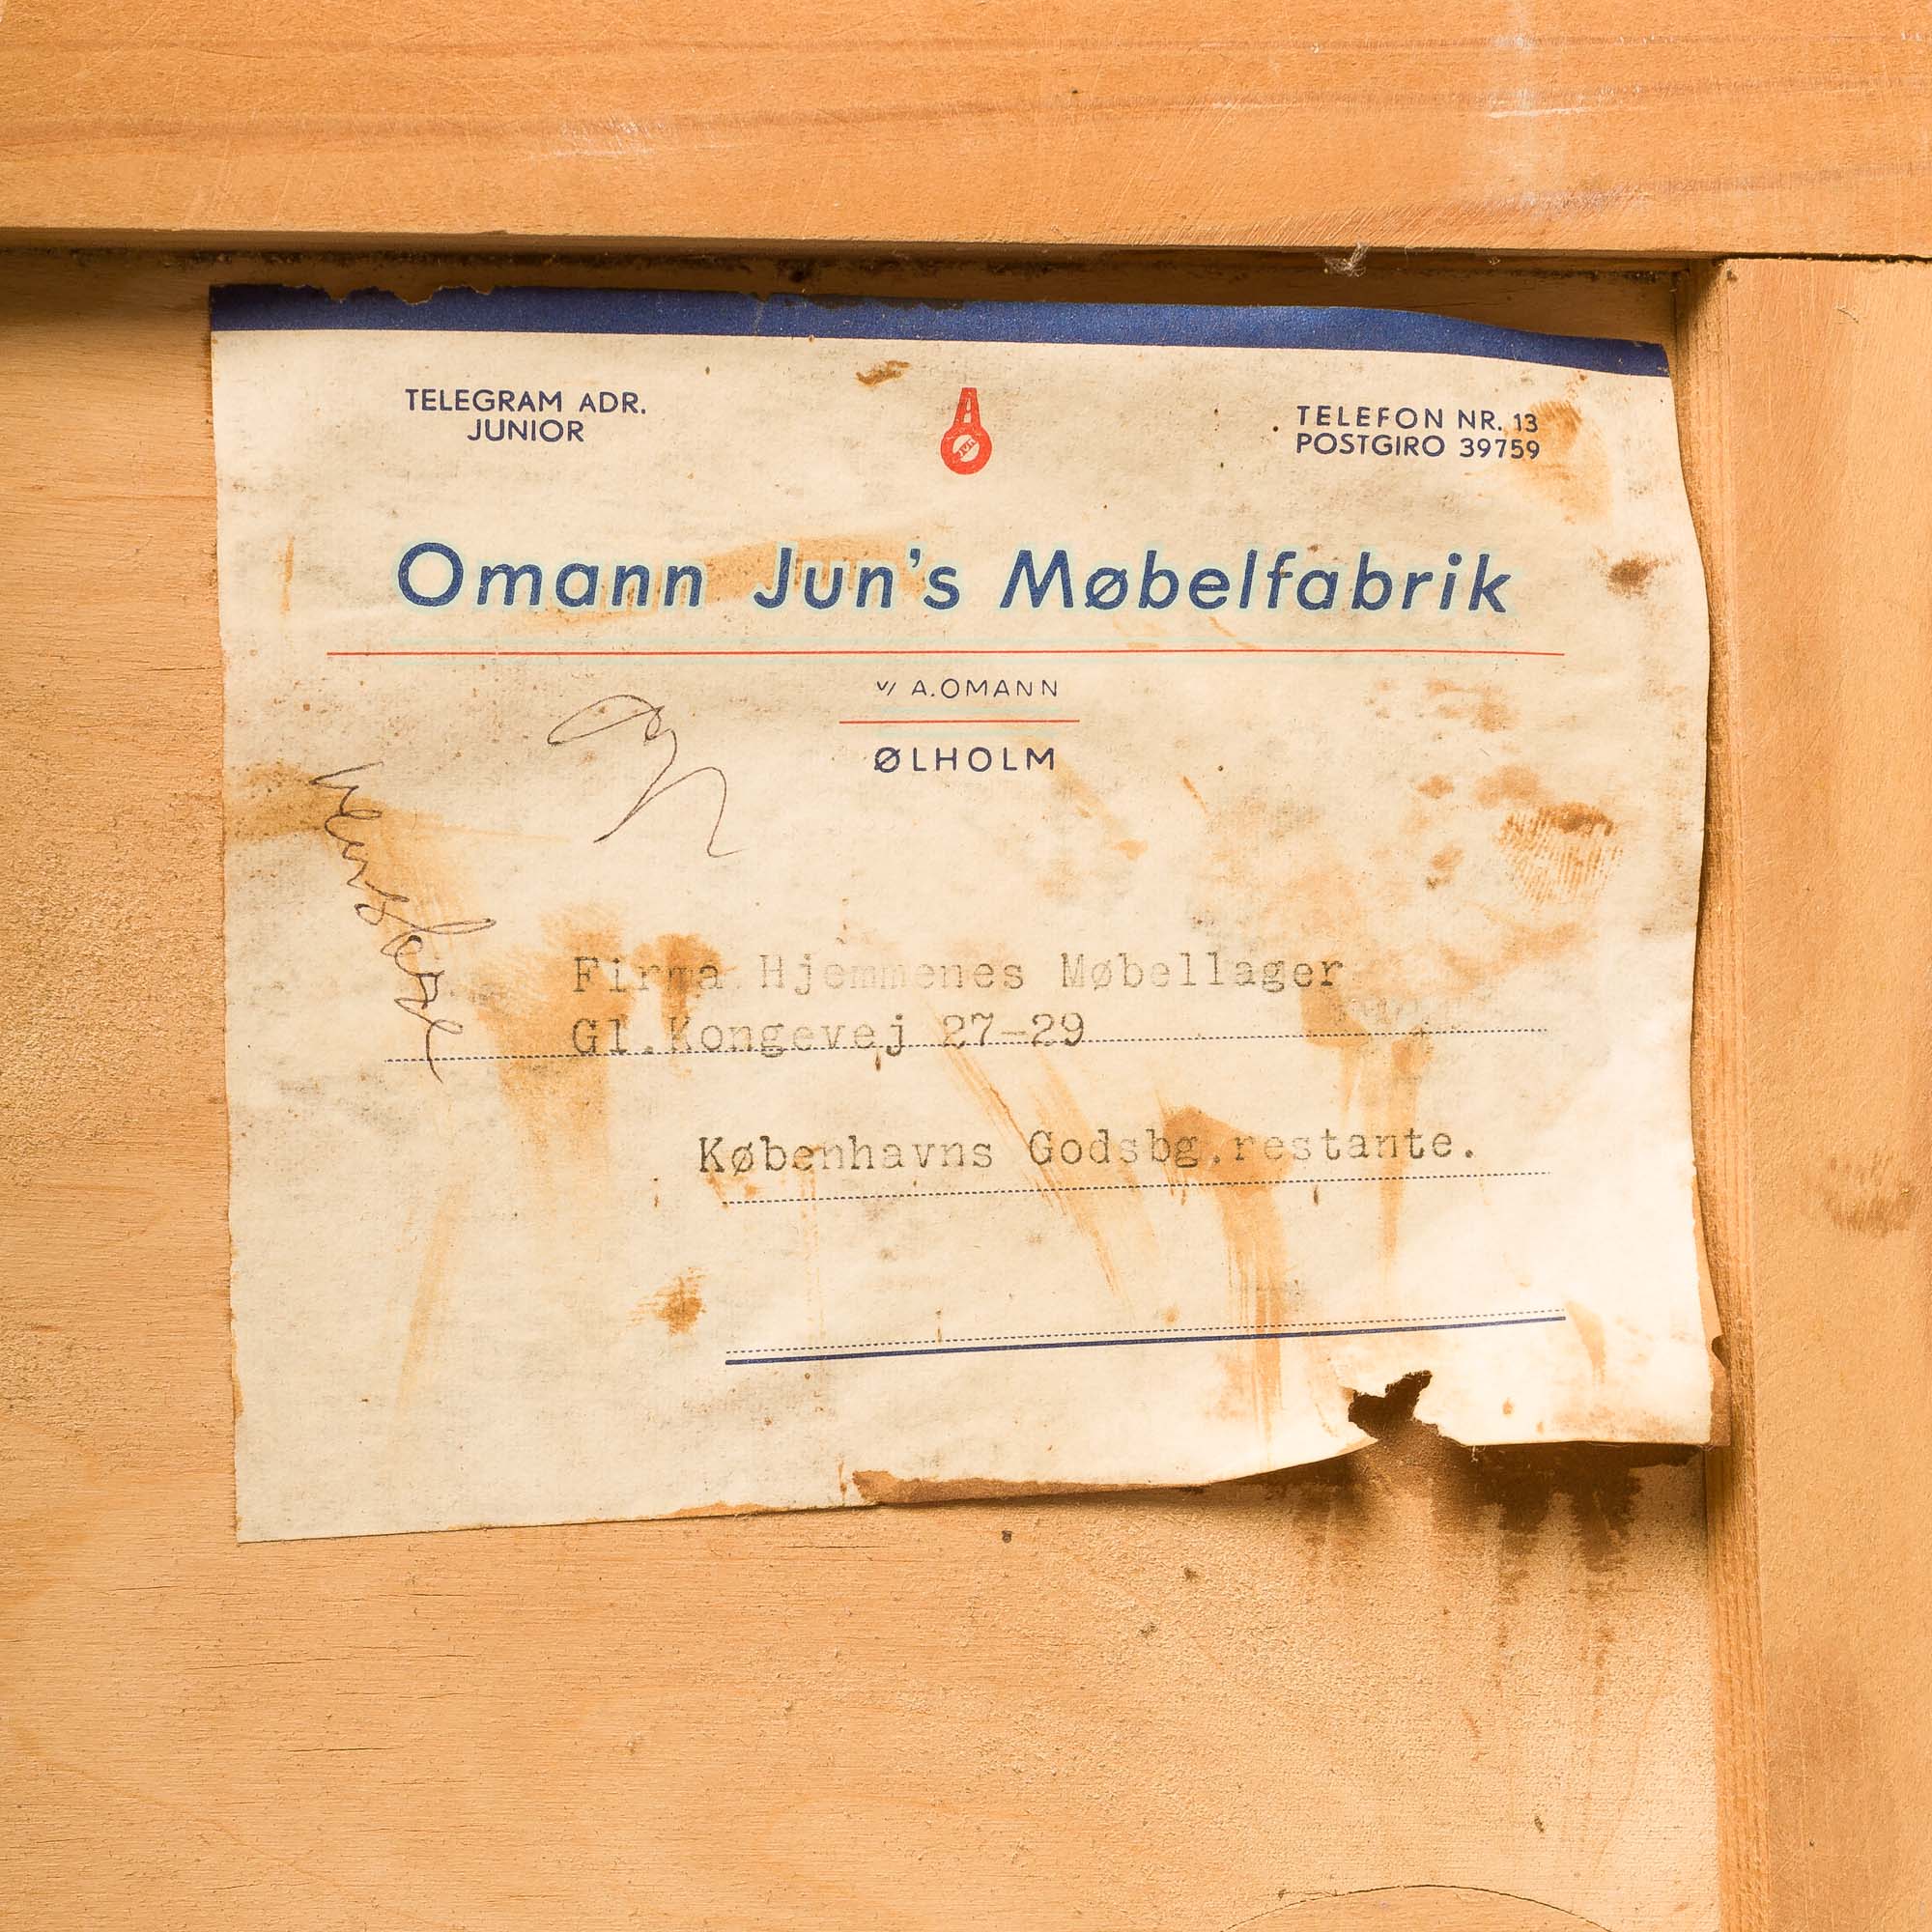 TELEGRAM ADR.
JUNIOR
TELEFON NR. 13
POSTGIRO 39759
Omann Jun's Møbelfabrik
v/ A. OMANN
ØLHOLM
Firma Hjemmenes Møbellager
Gl.Kongevej 27-29
Københavns Godsbg.restante.